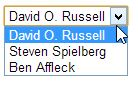 David O. Russell
David O. Russell
Steven Spielberg
Ben Affleck